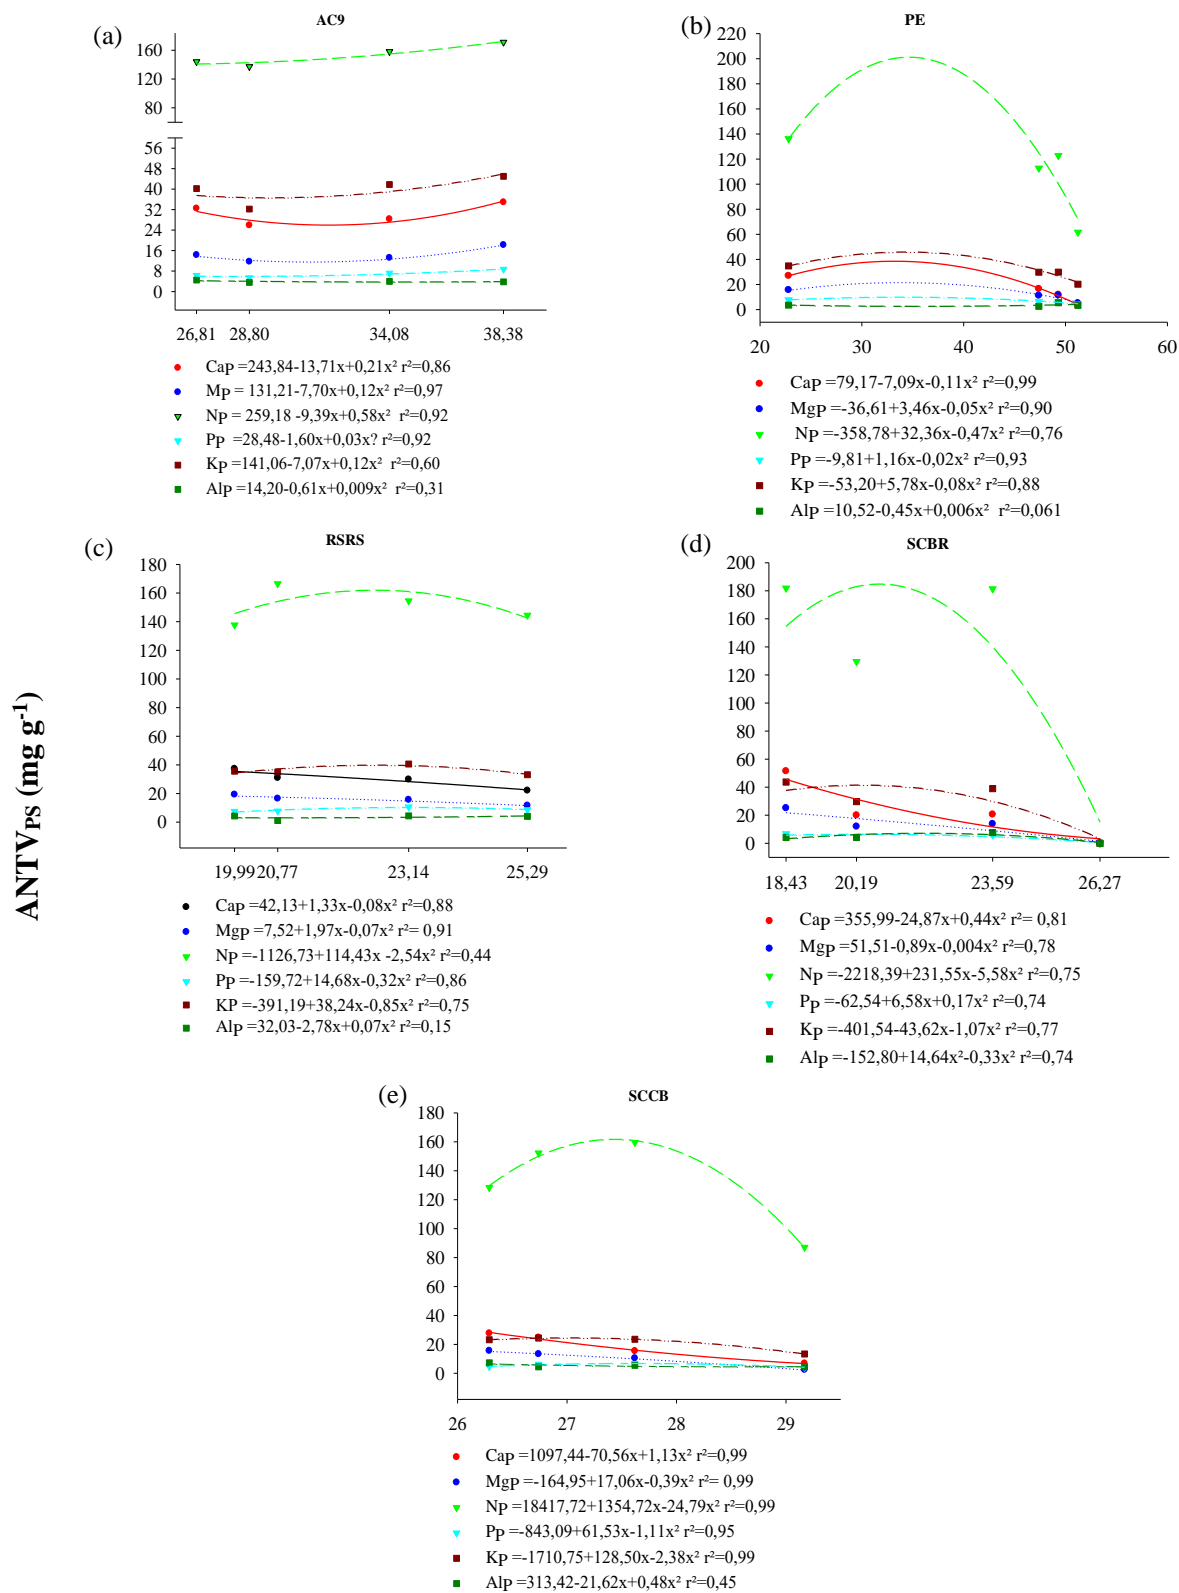 AC9
(a)
160
140
120
100
80
56
48
40
32
24
16
8
0
26,81 28,80 34,08 38,38
CaP =243,84-13,71x+0,21x² r²=0,86
MP = 131,21-7,70x+0,12x² r²=0,97
NP = 259,18 -9,39x+0,58x² r²=0,92
PP =28,48-1,60x+0,03x? r²=0,92
KP =141,06-7,07x+0,12x² r²=0,60
AlP =14,20-0,61x+0,009x² r²=0,31
PE
(b)
220
200
180
160
140
120
100
80
60
40
20
0
20 30 40 50 60
CaP =79,17-7,09x-0,11x² r²=0,99
MgP =-36,61+3,46x-0,05x² r²=0,90
NP =-358,78+32,36x-0,47x² r²=0,76
PP =-9,81+1,16x-0,02x² r²=0,93
KP =-53,20+5,78x-0,08x² r²=0,88
AlP =10,52-0,45x+0,006x² r²=0,061
RSRS
(c)
180
160
140
120
100
80
60
40
20
0
19,99 20,77 23,14 25,29
CaP =42,13+1,33x-0,08x² r²=0,88
MgP =7,52+1,97x-0,07x² r²= 0,91
NP =-1126,73+114,43x -2,54x² r²=0,44
PP =-159,72+14,68x-0,32x² r²=0,86
KP =-391,19+38,24x-0,85x² r²=0,75
AlP =32,03-2,78x+0,07x² r²=0,15
SCBR
(d)
200
180
160
140
120
100
80
60
40
20
0
18,43 20,19 23,59 26,27
CaP =355,99-24,87x+0,44x² r²= 0,81
MgP =51,51-0,89x-0,004x² r²=0,78
NP =-2218,39+231,55x-5,58x² r²=0,75
PP =-62,54+6,58x+0,17x² r²=0,74
KP =-401,54-43,62x-1,07x² r²=0,77
AlP =-152,80+14,64x²-0,33x² r²=0,74
ANTVPS (mg g-1)
SCCB
(e)
180
160
140
120
100
80
60
40
20
0
26 27 28 29
CaP =1097,44-70,56x+1,13x² r²=0,99
MgP =-164,95+17,06x-0,39x² r²= 0,99
NP =18417,72+1354,72x-24,79x² r²=0,99
PP =-843,09+61,53x-1,11x² r²=0,95
KP =-1710,75+128,50x-2,38x² r²=0,99
AlP =313,42-21,62x+0,48x² r²=0,45